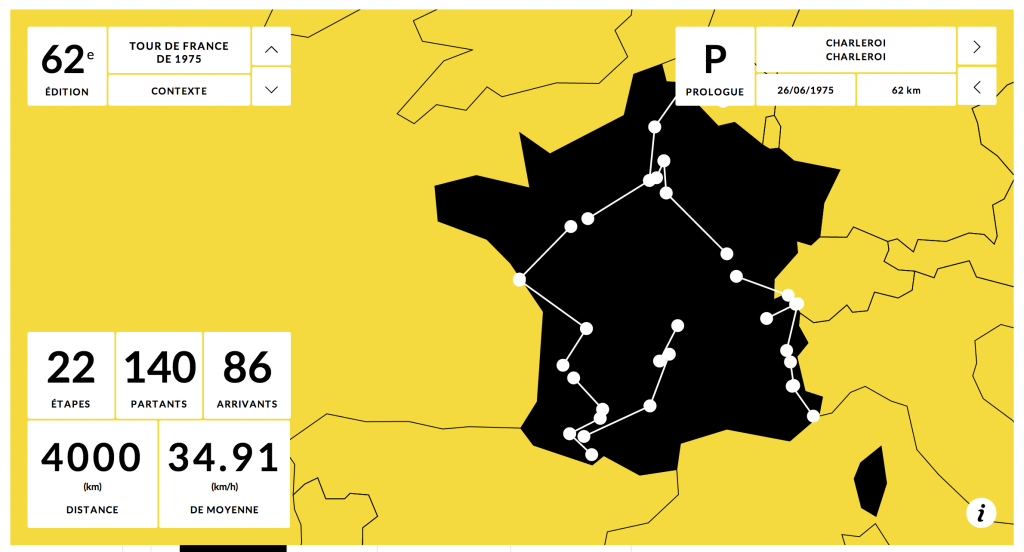 62e
ÉDITION
TOUR DE FRANCE
DE 1975
CONTEXTE
P
PROLOGUE
CHARLEROI
CHARLEROI
26/06/1975
62 km
22
ÉTAPES
140
PARTANTS
86
ARRIVANTS
4000
(km)
DISTANCE
34.91
(km/h)
DE MOYENNE
i